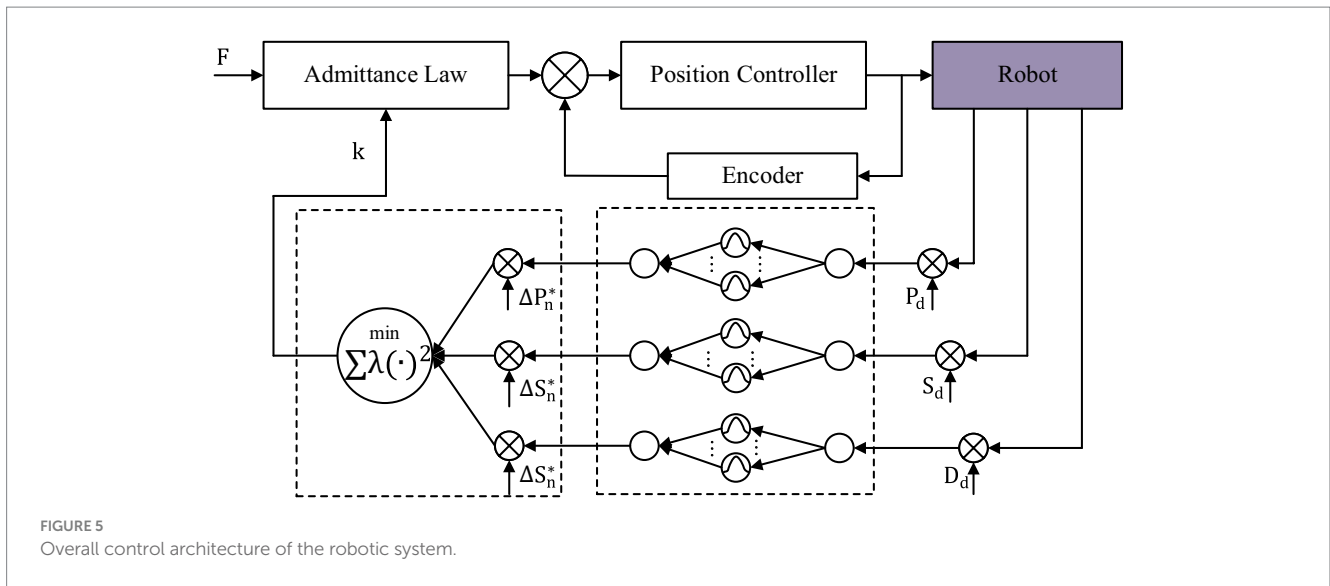 F
Admittance Law
Position Controller
Robot
k
Encoder
ΔP*n
Pd
min
∑λ(·)²
ΔS*n
Sd
ΔS*n
Dd
FIGURE 5
Overall control architecture of the robotic system.